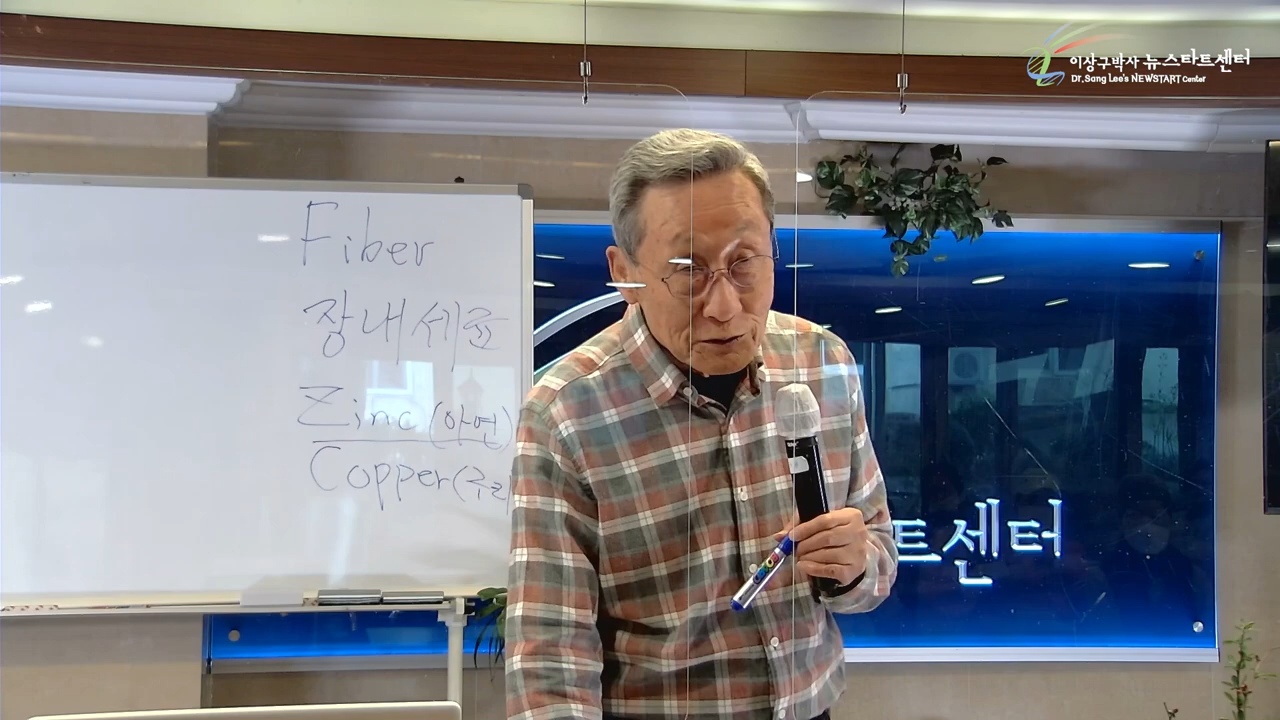 이상구박사 뉴스타트센터
Dr. Sang Lee's NEWSTART Center
Fiber
장내세균
Zinc (아연)
Copper (구리
트센터